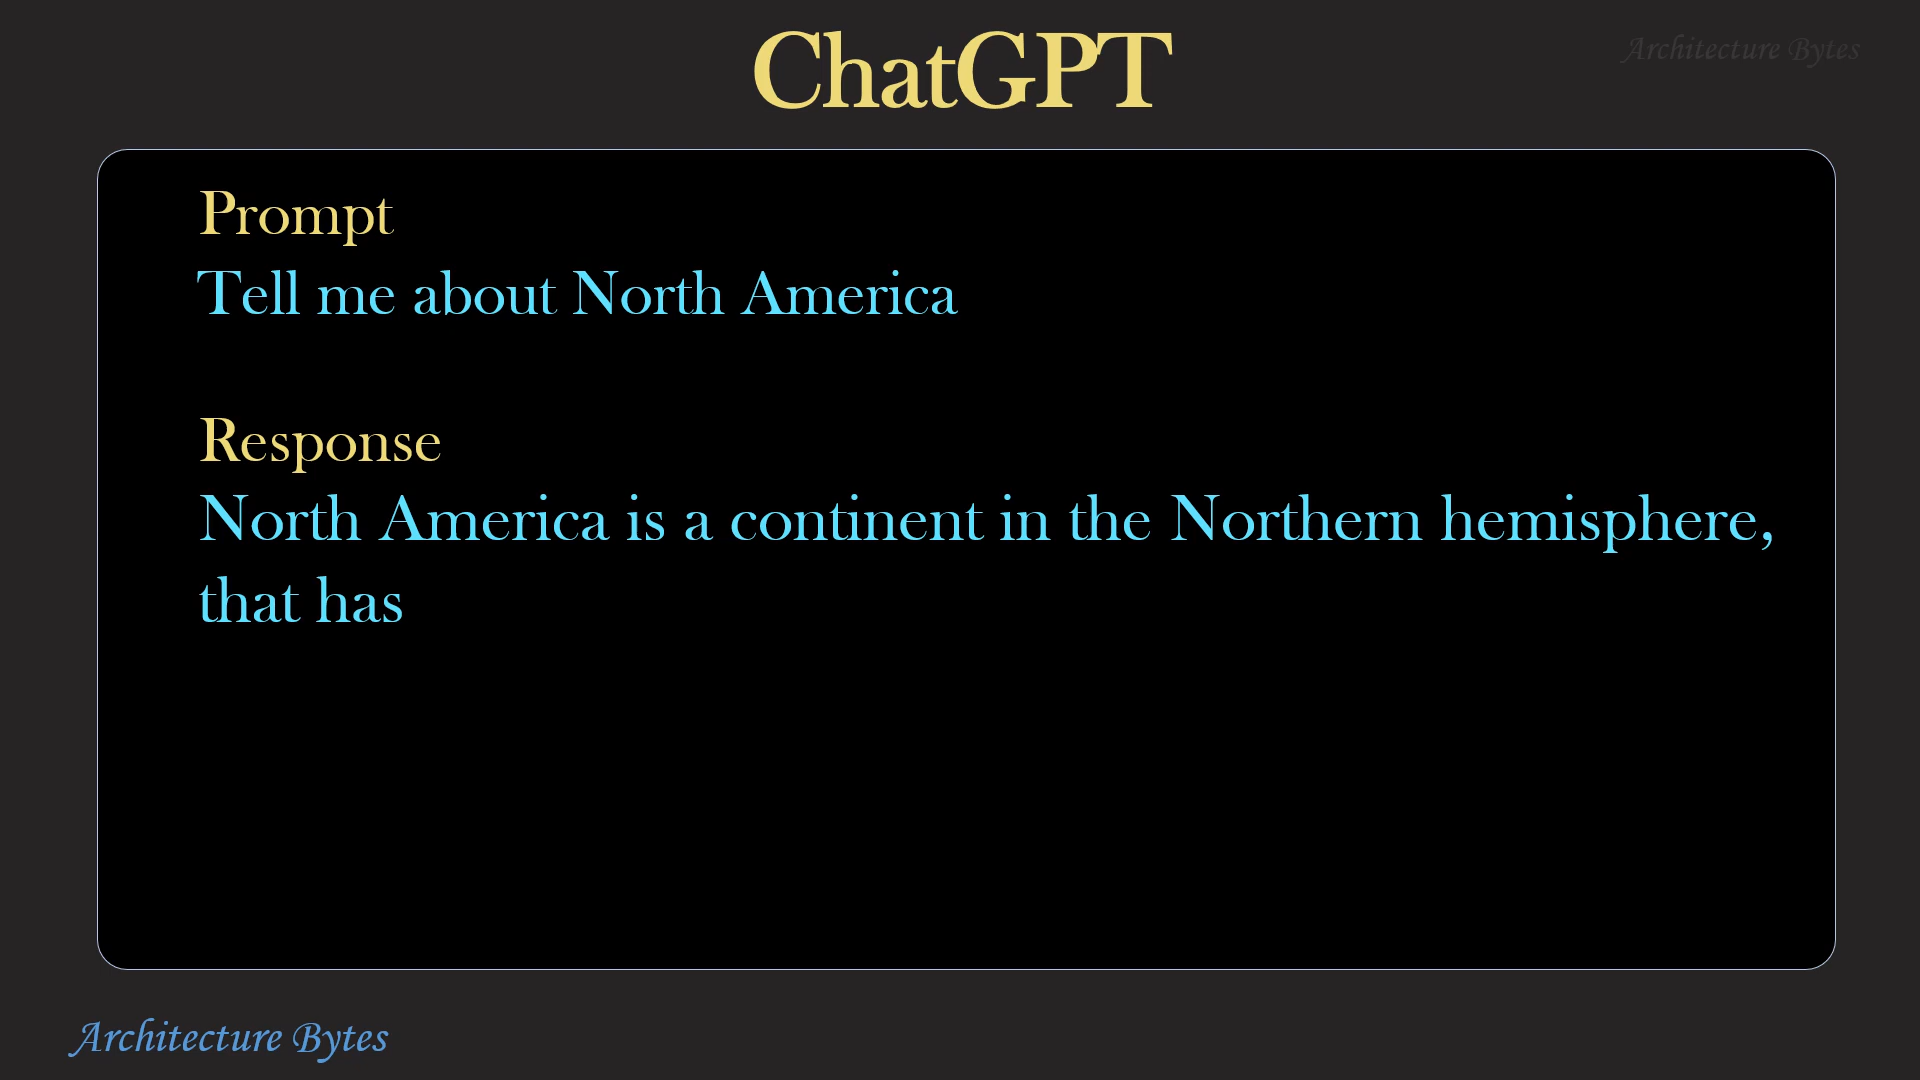 ChatGPT
Architecture Bytes
Prompt
Tell me about North America
Response
North America is a continent in the Northern hemisphere,
that has
Architecture Bytes